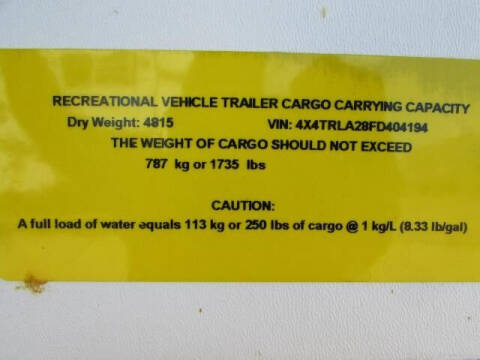 RECREATIONAL VEHICLE TRAILER CARGO CARRYING CAPACITY
Dry Weight: 4815 VIN: 4X4TRLA28FD404194
THE WEIGHT OF CARGO SHOULD NOT EXCEED
787 kg or 1735 lbs
CAUTION:
A full load of water equals 113 kg or 250 lbs of cargo @ 1 kg/L (8.33 lb/gal)